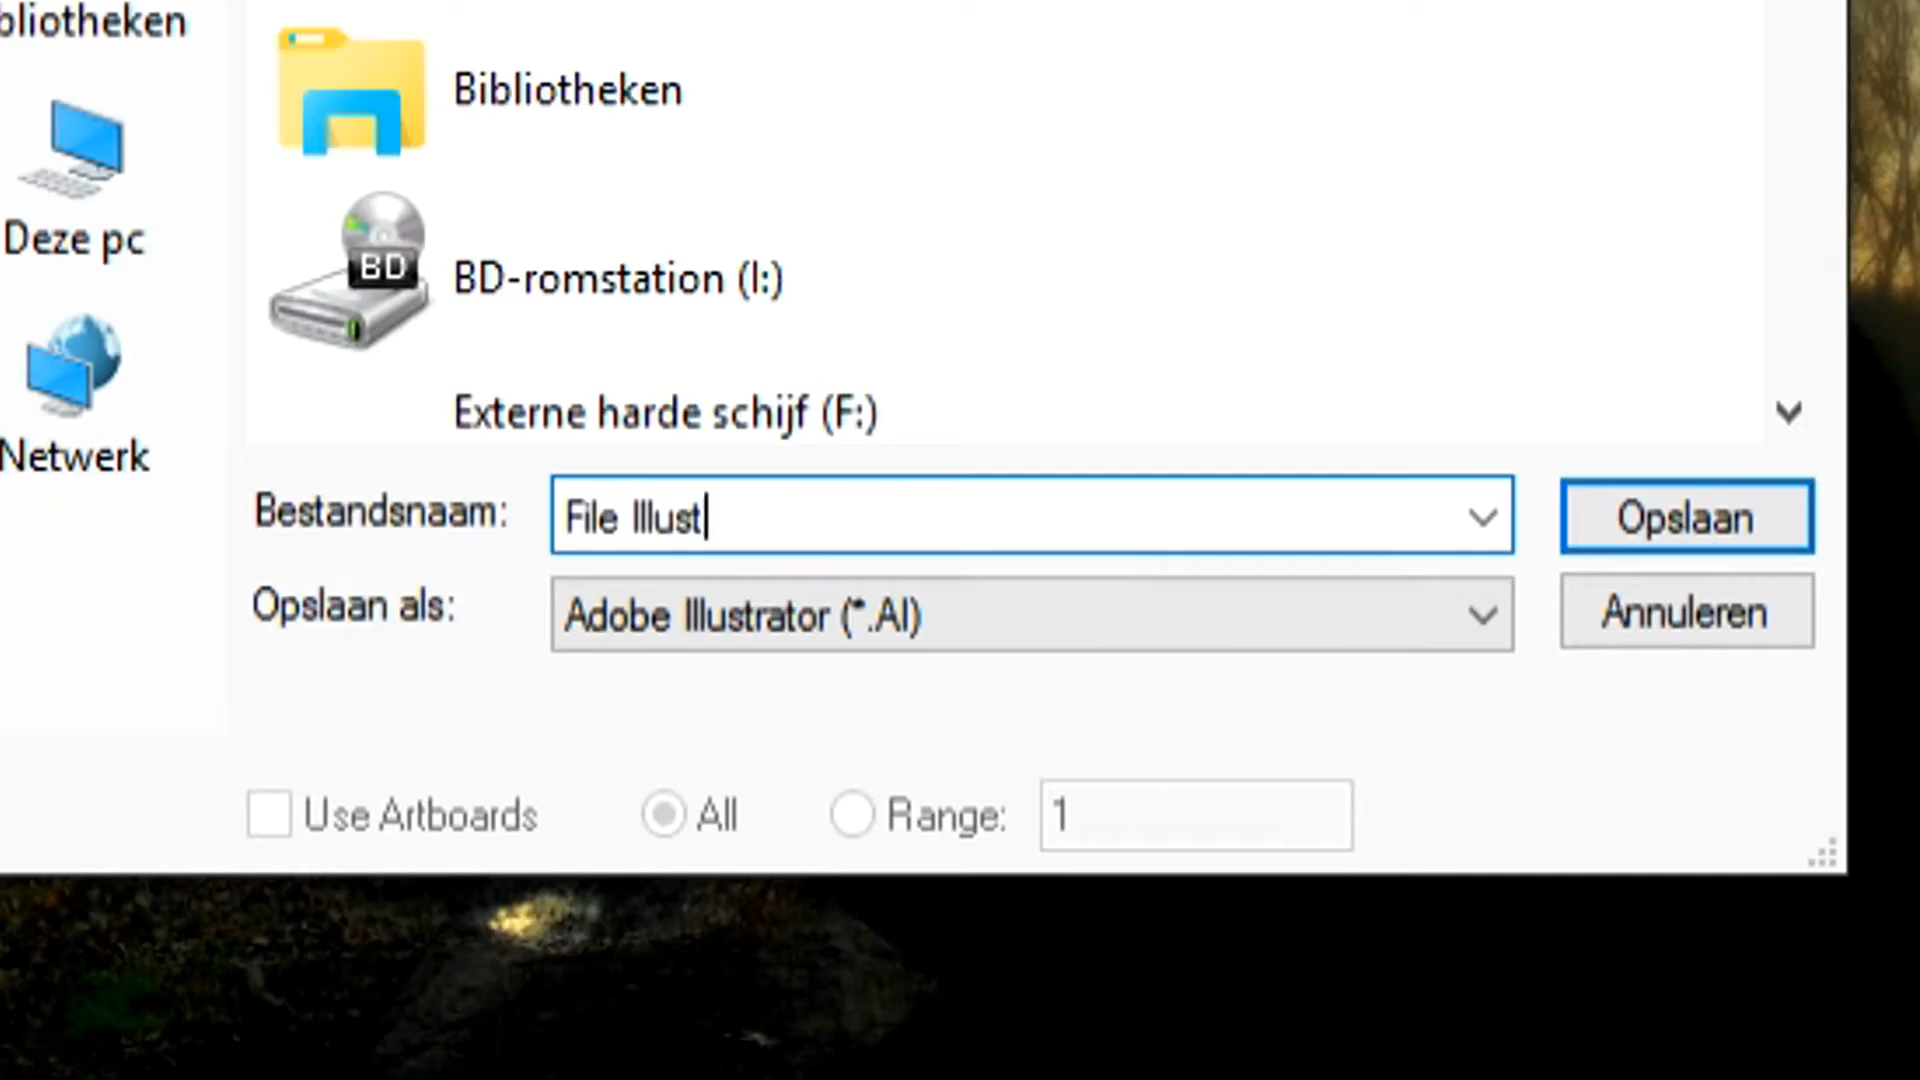 bliotheken
Deze pc
Netwerk
Bibliotheken
BD
BD-romstation (I:)
Externe harde schijf (F:)
Bestandsnaam: File Illust Opslaan
Opslaan als: Adobe Illustrator (*.AI) Annuleren
Use Artboards All Range: 1